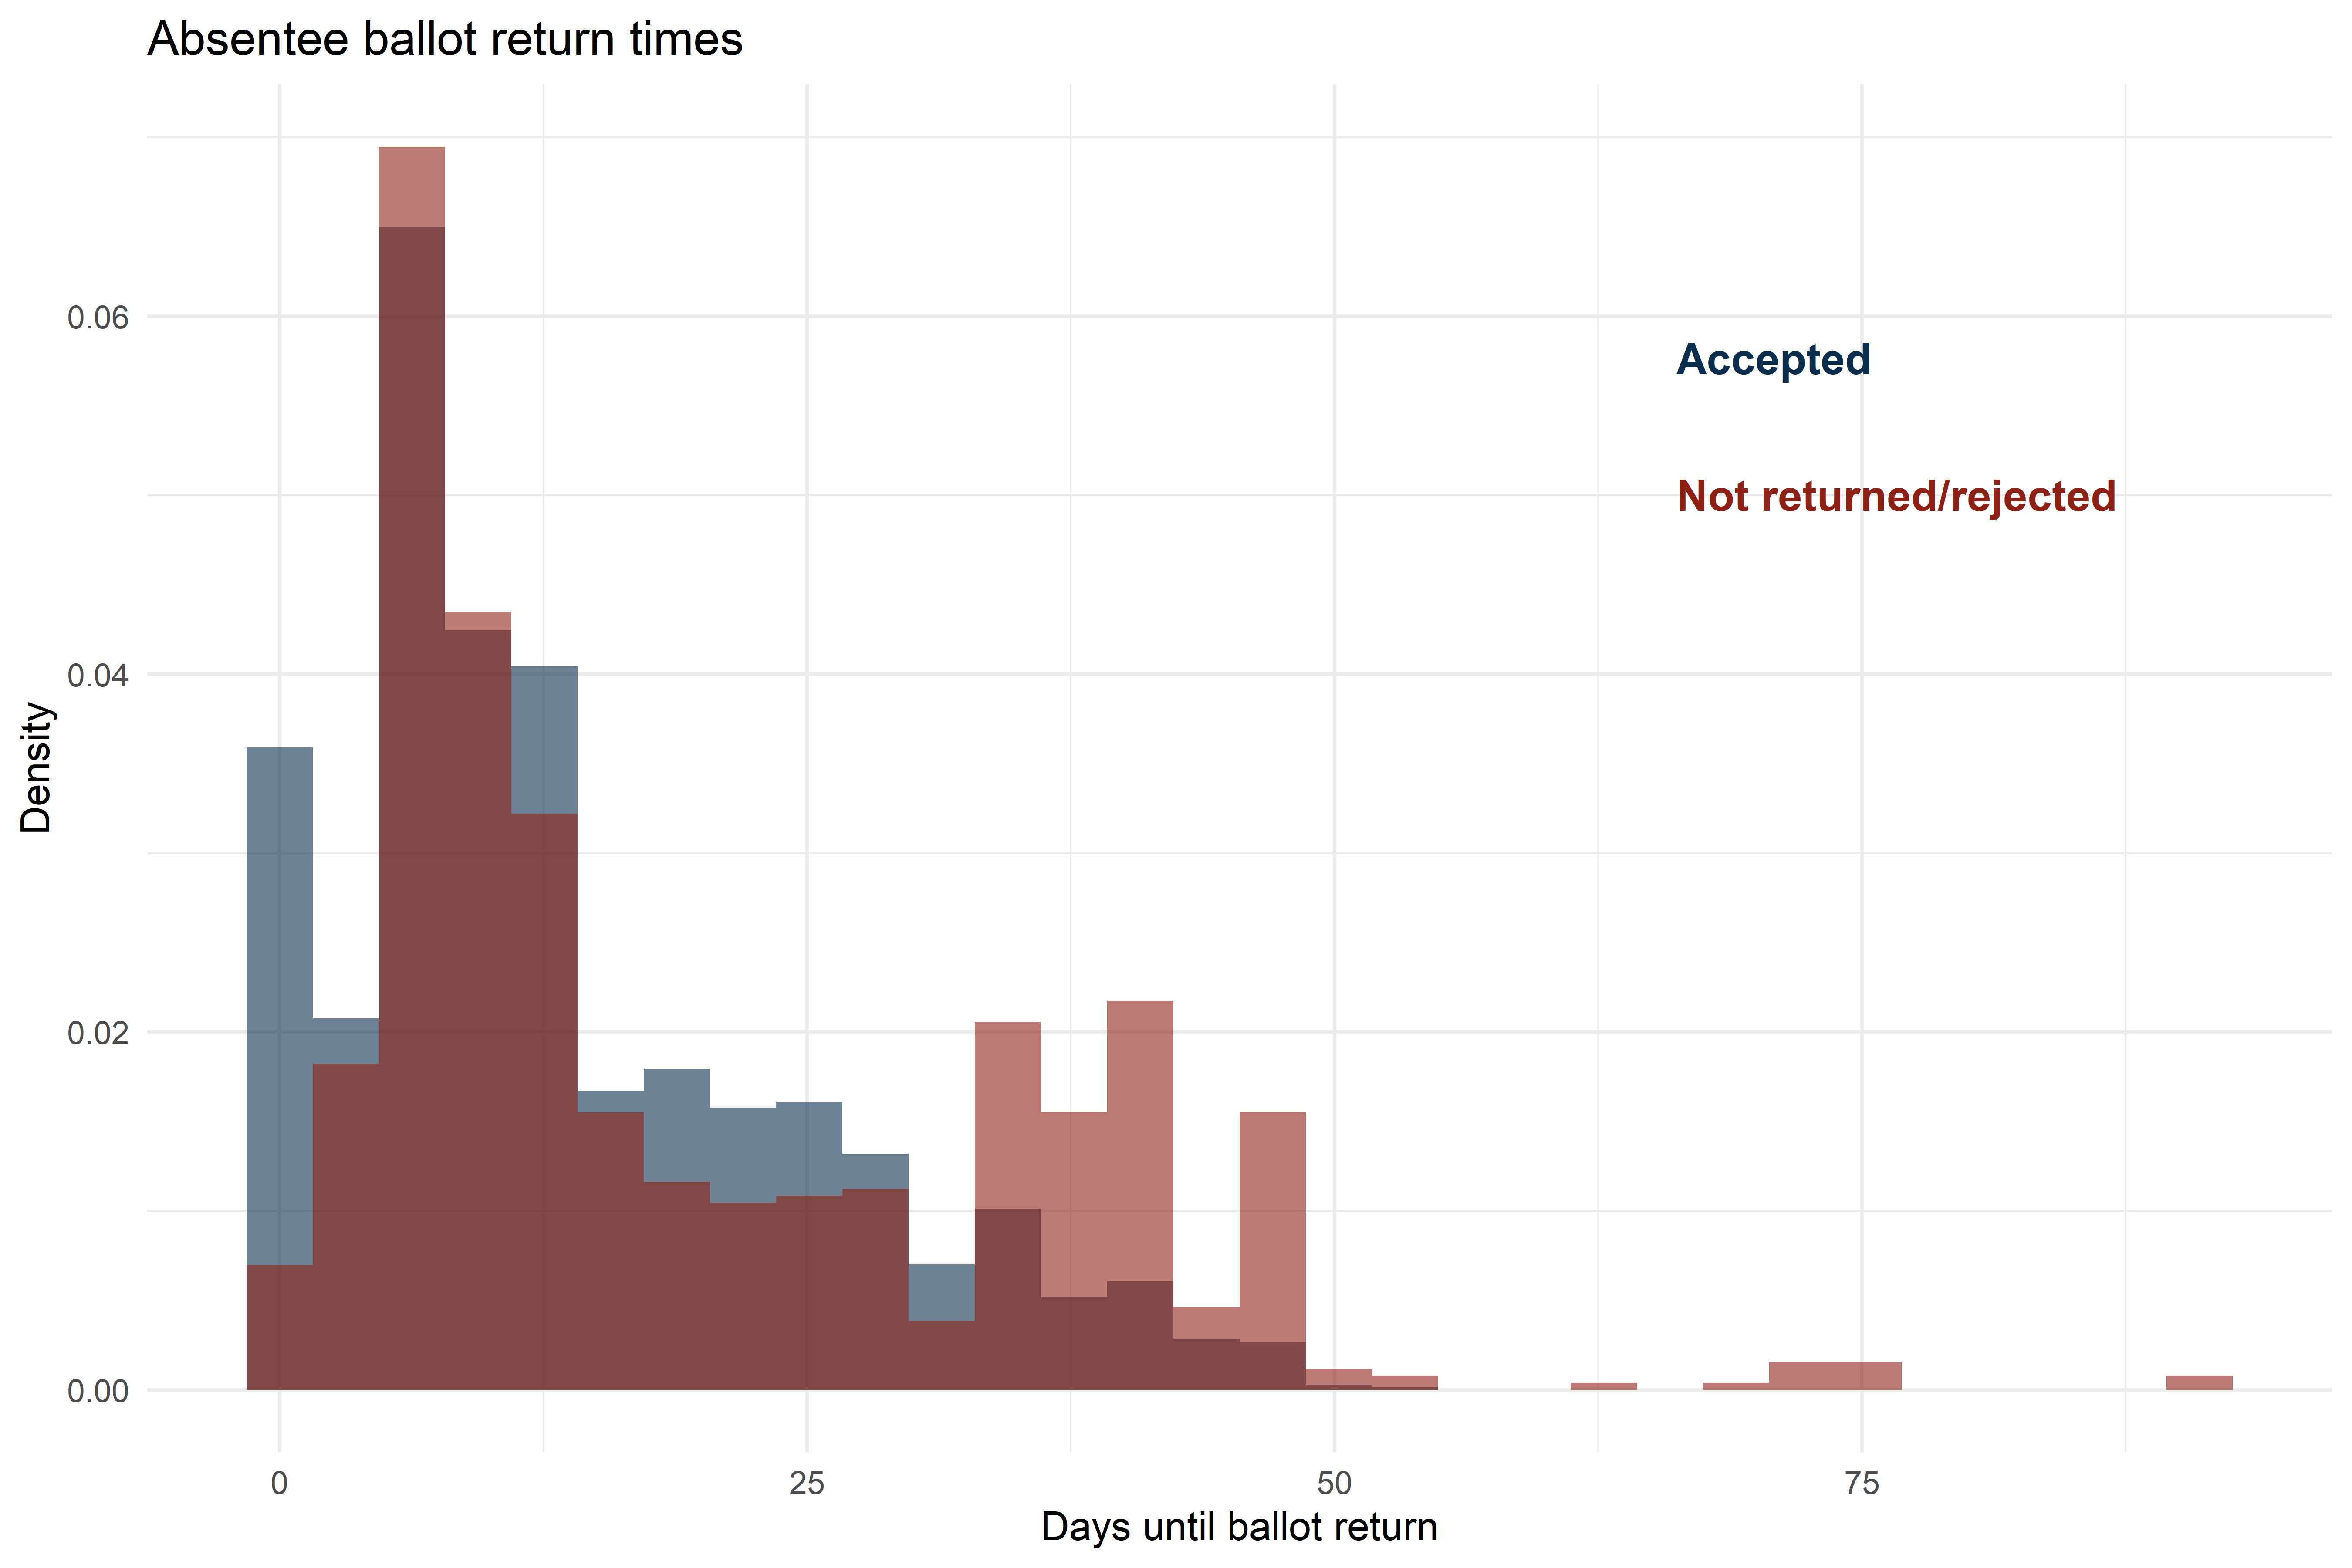 Absentee ballot return times
Accepted
Not returned/rejected
Density
0.06
0.04
0.02
0.00
0
25
50
75
Days until ballot return